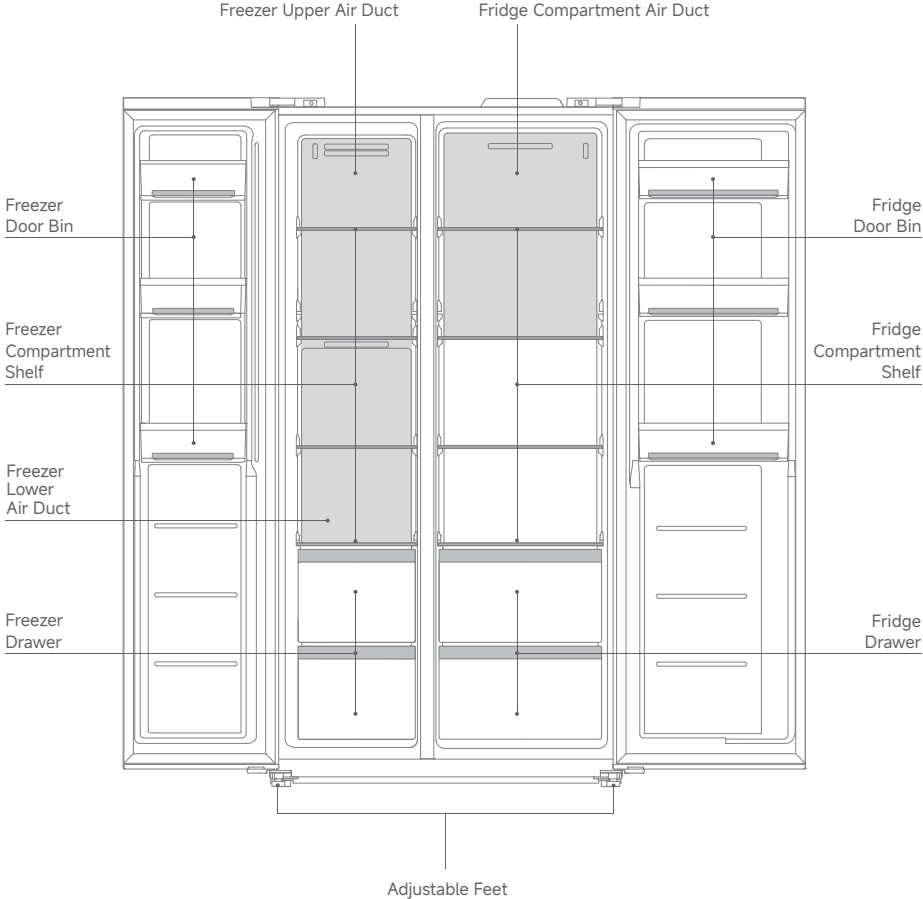 Freezer Upper Air Duct
Fridge Compartment Air Duct
Freezer
Door Bin
Fridge
Door Bin
Freezer
Compartment
Shelf
Fridge
Compartment
Shelf
Freezer
Lower
Air Duct
Freezer
Drawer
Fridge
Drawer
Adjustable Feet